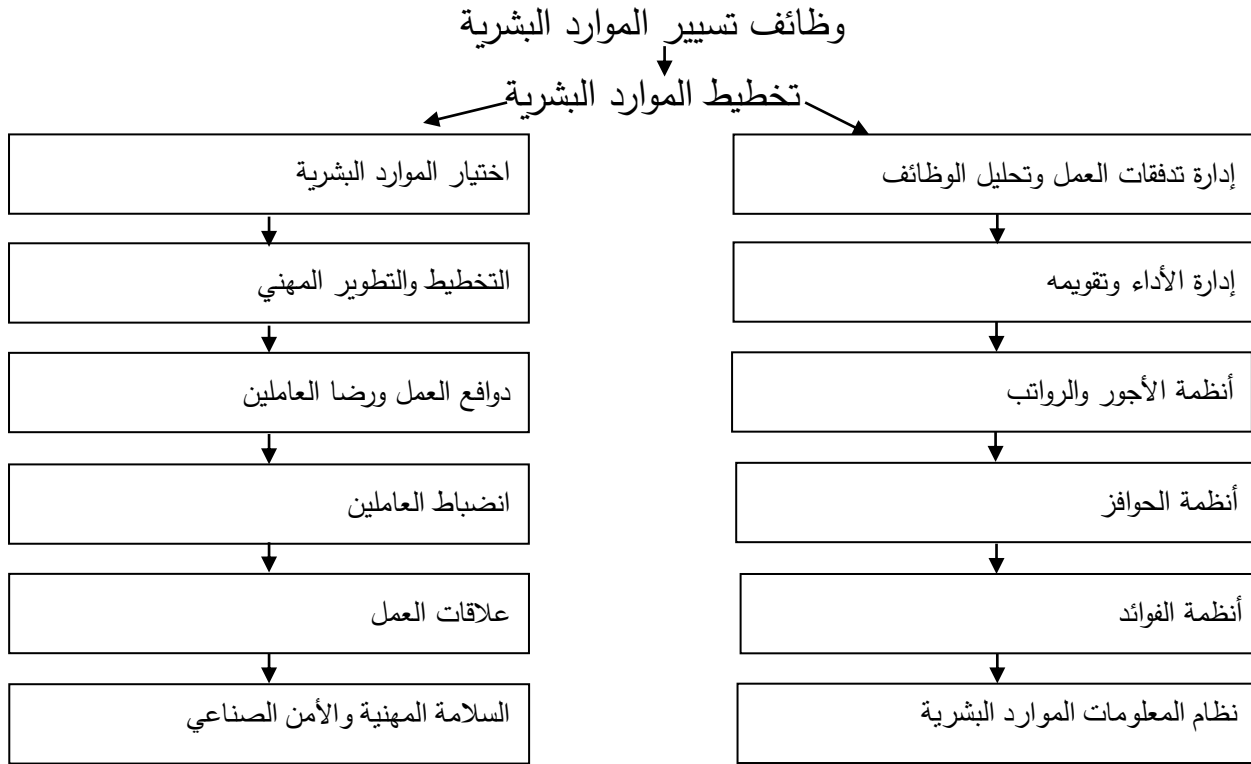 وظائف تسيير الموارد البشرية
تخطيط الموارد البشرية
إدارة تدفقات العمل وتحليل الوظائف
إدارة الأداء وتقويمه
أنظمة الأجور والرواتب
أنظمة الحوافز
أنظمة الفوائد
نظام المعلومات الموارد البشرية
اختيار الموارد البشرية
التخطيط والتطوير المهني
دوافع العمل ورضا العاملين
انضباط العاملين
علاقات العمل
السلامة المهنية والأمن الصناعي